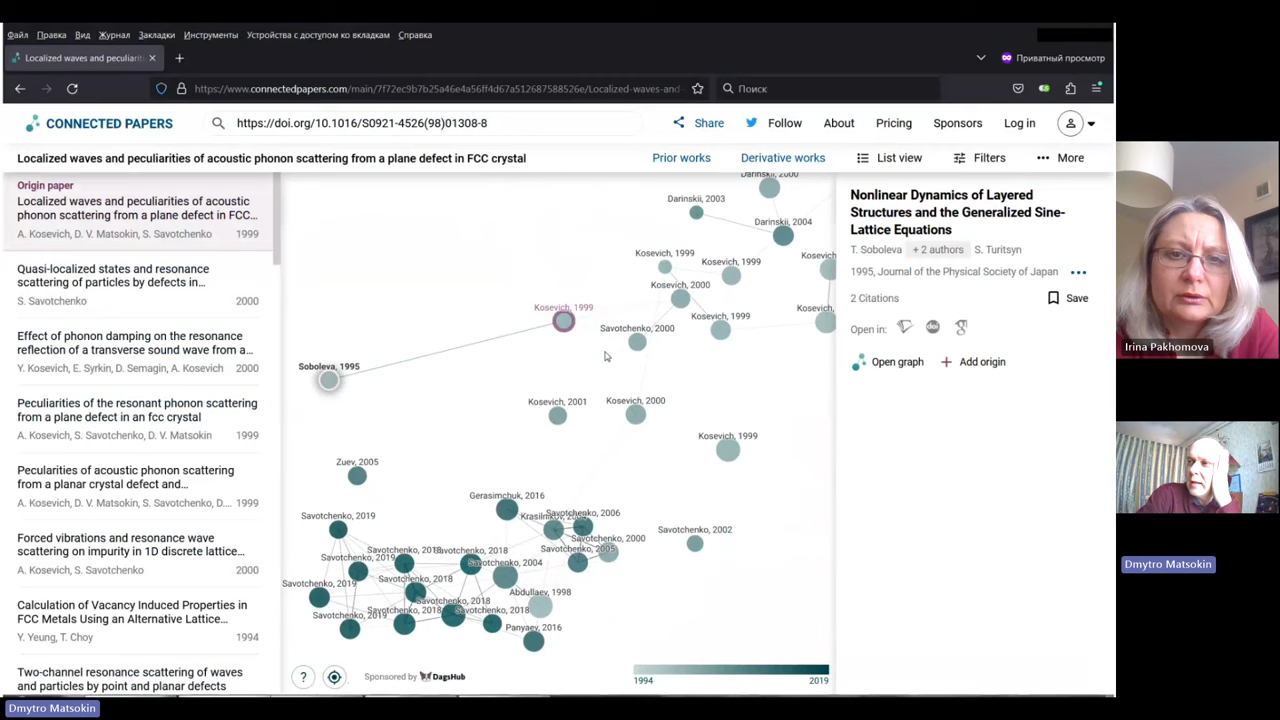 Файл Правка Вид Журнал Закладки Инструменты Устройства с доступом ко вкладкам Справка
Localized waves and peculiarit
Приватный просмотр
https://www.connectedpapers.com/main/7f72ec9b7b25a46e4a56ff4d67a512687588526e/Localized-waves-and-
Поиск
CONNECTED PAPERS
https://doi.org/10.1016/S0921-4526(98)01308-8
Share Follow About Pricing Sponsors Log in
Localized waves and peculiarities of acoustic phonon scattering from a plane defect in FCC crystal
Prior works Derivative works List view Filters More
Origin paper
Localized waves and peculiarities of acoustic
phonon scattering from a plane defect in FCC...
A. Kosevich, D. V. Matsokin, S. Savotchenko 1999
Quasi-localized states and resonance
scattering of particles by defects in...
S. Savotchenko 2000
Effect of phonon damping on the resonance
reflection of a transverse sound wave from a...
Y. Kosevich, E. Syrkin, D. Semagin, A. Kosevich 2000
Peculiarities of the resonant phonon scattering
from a plane defect in an fcc crystal
A. Kosevich, S. Savotchenko, D. V. Matsokin 1999
Pecularities of acoustic phonon scattering
from a planar crystal defect and...
A. Kosevich, D. V. Matsokin, S. Savotchenko, D... 1999
Forced vibrations and resonance wave
scattering on impurity in 1D discrete lattice...
A. Kosevich, S. Savotchenko 2000
Calculation of Vacancy Induced Properties in
FCC Metals Using an Alternative Lattice...
Y. Yeung, T. Choy 1994
Two-channel resonance scattering of waves
and particles by point and planar defects
Darinskii, 2000
Darinskii, 2003
Darinskii, 2004
Kosevich, 1999
Kosevich, 1999
Kosevich
Kosevich, 2000
Kosevich, 1999
Kosevich, 1999
Kosevich,
Savotchenko, 2000
Soboleva, 1995
Kosevich, 2001
Kosevich, 2000
Kosevich, 1999
Zuev, 2005
Gerasimchuk, 2016
Krasilnikov, 20
Savotchenko, 2006
Savotchenko, 2019
Savotchenko, 2002
Savotchenko, 2000
Savotchenko, 2018
Savotchenko, 2018
Savotchenko, 2005
Savotchenko, 2019
Savotchenko, 2004
Savotchenko, 2019
Savotchenko, 2018
Abdullaev, 1998
Savotchenko, 2018
Savotchenko, 2018
Savotchenko, 2018
Savotchenko, 2019
Panyaev, 2016
? Sponsored by DagsHub
1994 2019
Nonlinear Dynamics of Layered
Structures and the Generalized Sine-
Lattice Equations
T. Soboleva + 2 authors S. Turitsyn
1995, Journal of the Physical Society of Japan
2 Citations Save
Open in:
Open graph + Add origin
Irina Pakhomova
Dmytro Matsokin
Dmytro Matsokin